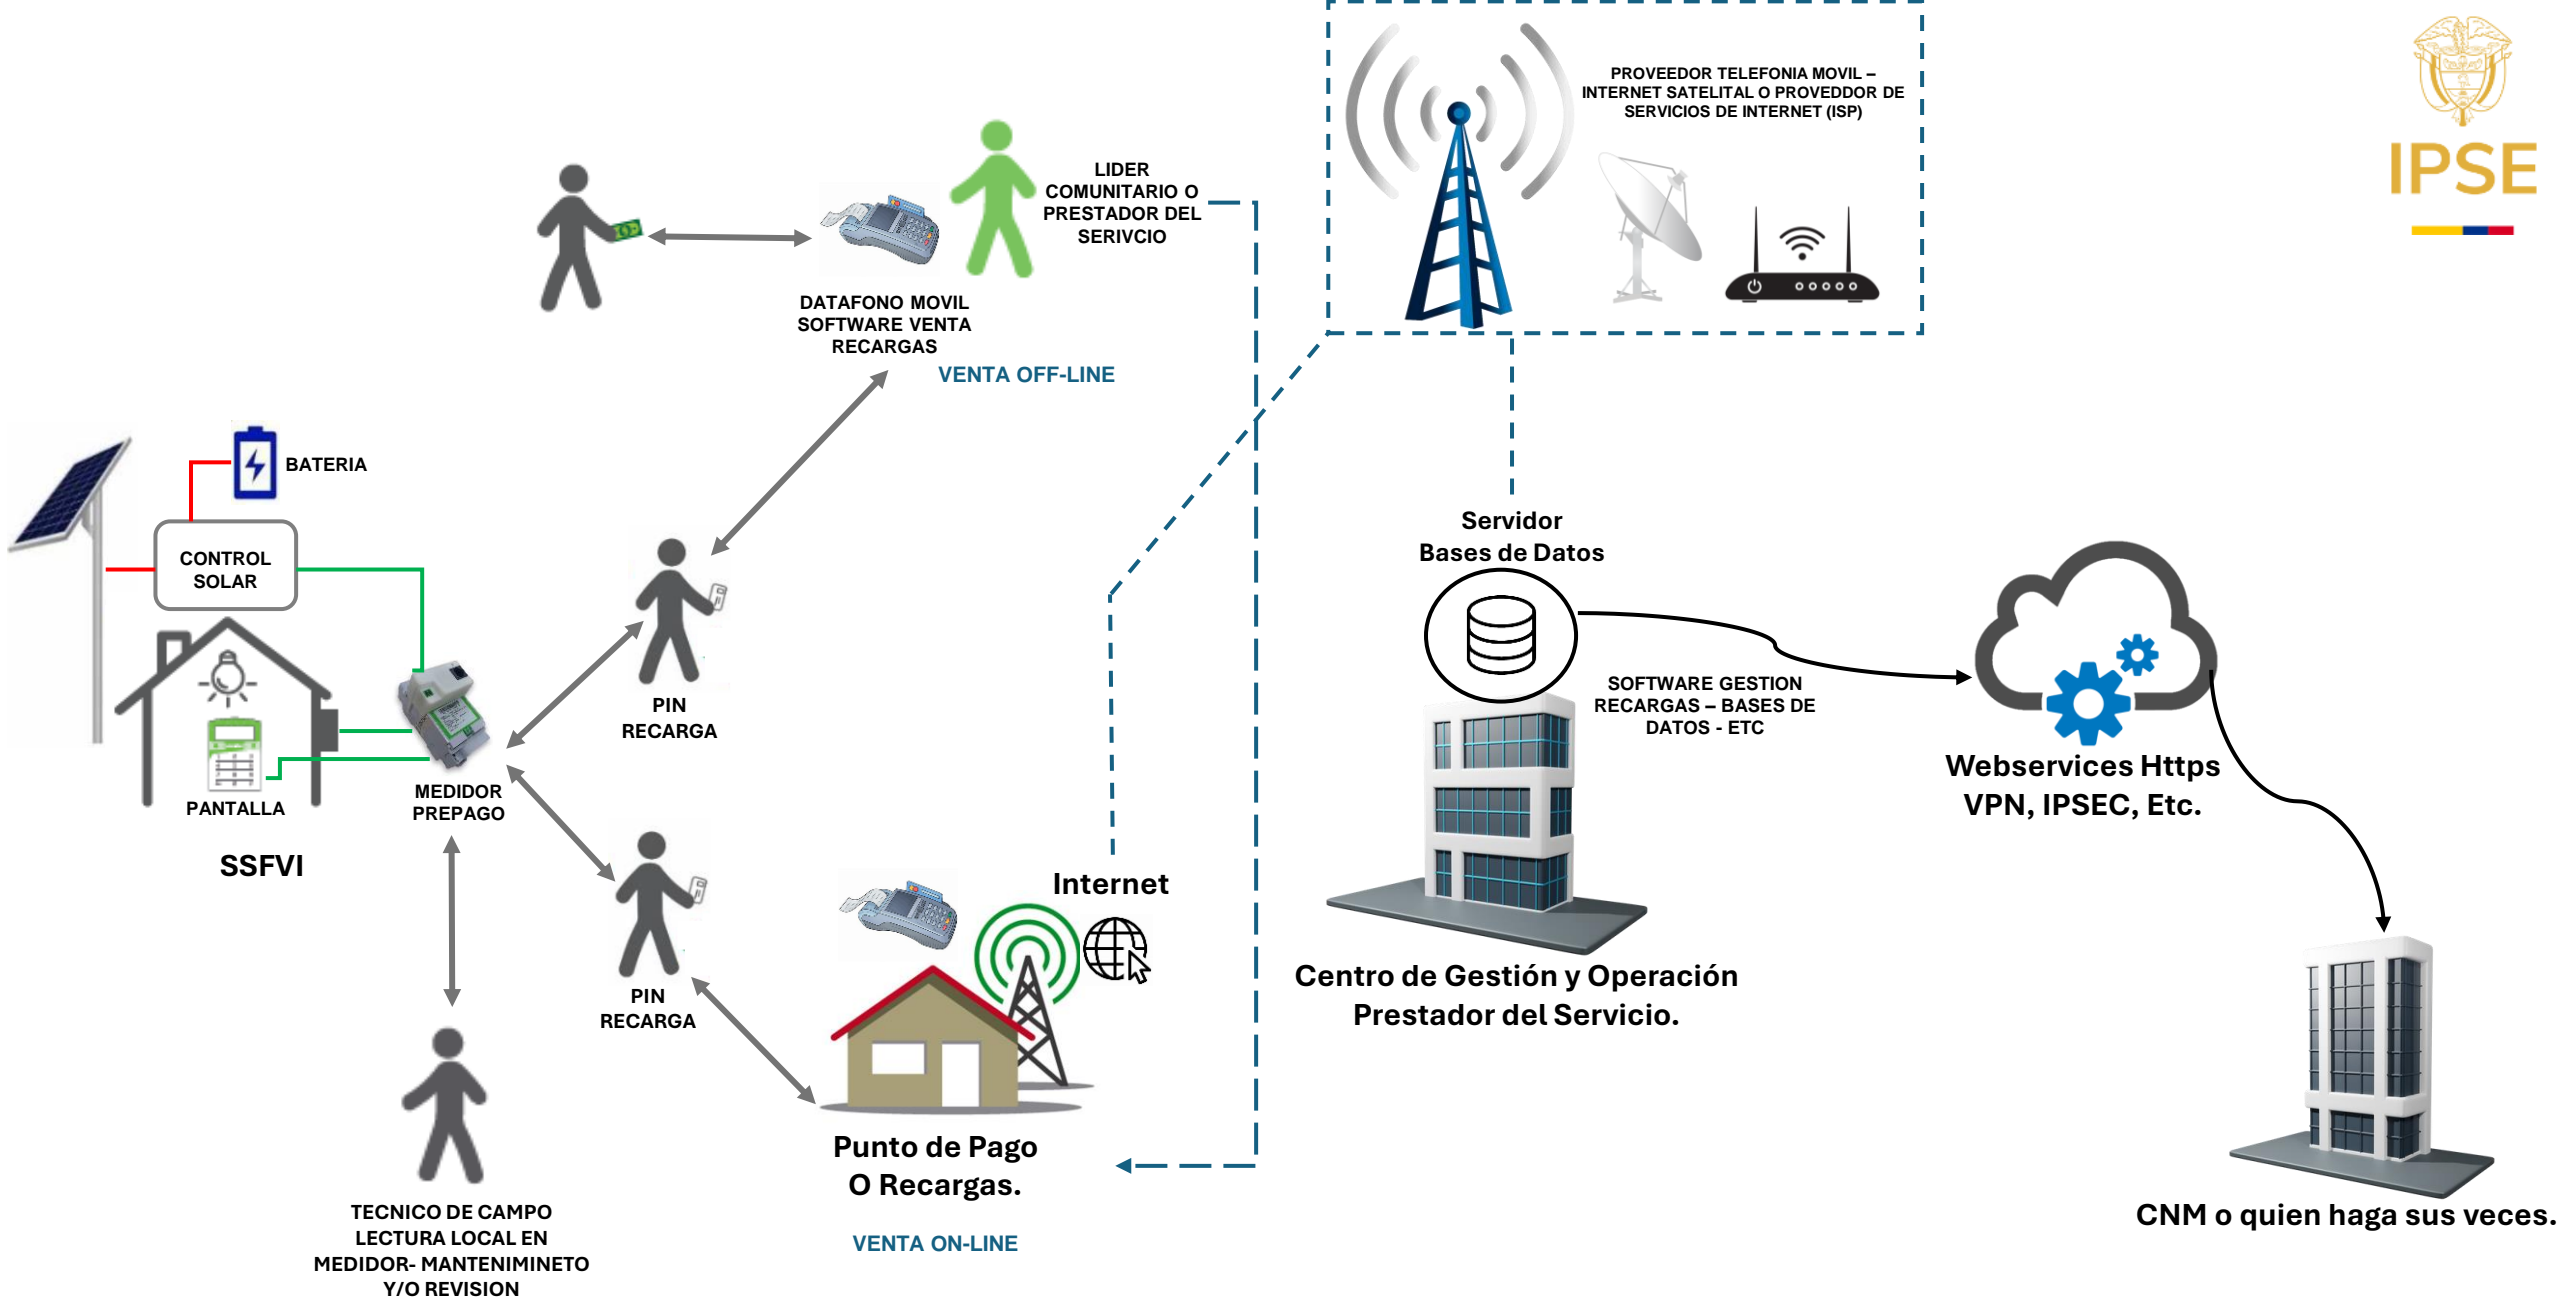 PROVEEDOR TELEFONIA MOVIL –
INTERNET SATELITAL O PROVEDDOR DE
SERVICIOS DE INTERNET (ISP)
IPSE
LIDER
COMUNITARIO O
PRESTADOR DEL
SERIVCIO
DATAFONO MOVIL
SOFTWARE VENTA
RECARGAS
VENTA OFF-LINE
BATERIA
CONTROL
SOLAR
PANTALLA
SSFVI
MEDIDOR
PREPAGO
PIN
RECARGA
PIN
RECARGA
TECNICO DE CAMPO
LECTURA LOCAL EN
MEDIDOR- MANTENIMINETO
Y/O REVISION
Internet
Punto de Pago
O Recargas.
VENTA ON-LINE
Servidor
Bases de Datos
SOFTWARE GESTION
RECARGAS – BASES DE
DATOS - ETC
Centro de Gestión y Operación
Prestador del Servicio.
Webservices Https
VPN, IPSEC, Etc.
CNM o quien haga sus veces.